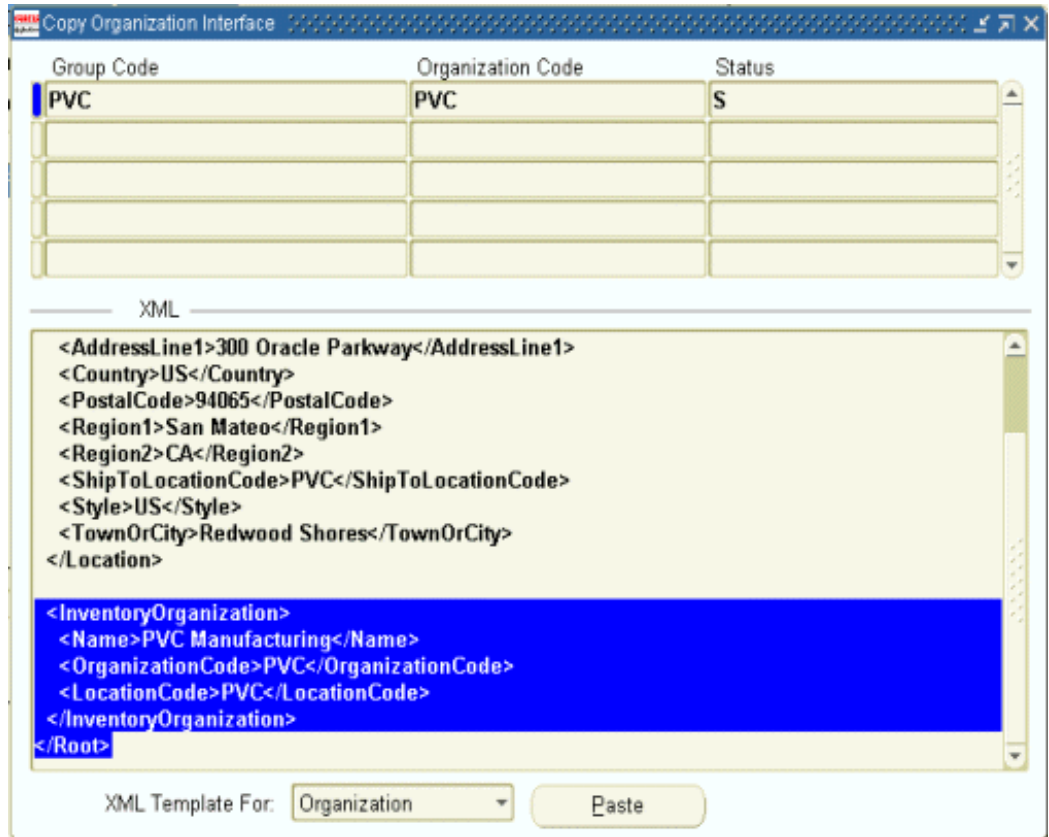 Copy Organization Interface
Group Code Organization Code Status
PVC PVC S
XML
<AddressLine1>300 Oracle Parkway</AddressLine1>
<Country>US</Country>
<PostalCode>94065</PostalCode>
<Region1>San Mateo</Region1>
<Region2>CA</Region2>
<ShipToLocationCode>PVC</ShipToLocationCode>
<Style>US</Style>
<TownOrCity>Redwood Shores</TownOrCity>
</Location>
<InventoryOrganization>
<Name>PVC Manufacturing</Name>
<OrganizationCode>PVC</OrganizationCode>
<LocationCode>PVC</LocationCode>
</InventoryOrganization>
</Root>
XML Template For: Organization Paste